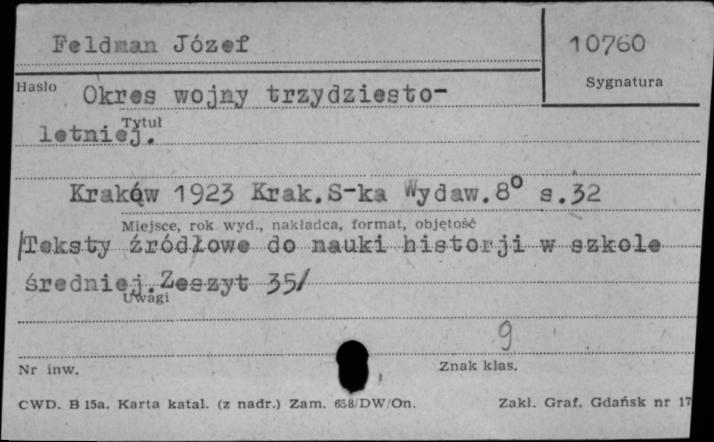 Feldman Józef
10760
Sygnatura
Hasło
Okres wojny trzydziesto-
Tytuł
letniej.
Kraków 1923 Krak.S-ka Wydaw.8° s.32
Miejsce, rok wyd., nakładca, format, objętość
/Teksty źródłowe do nauki historji w szkole
średniej.Zeszyt 35/
Uwagi
9
Nr inw.
Znak klas.
CWD. B 15a. Karta katal. (z nadr.) Zam. 658/DW/On.
Zakł. Graf. Gdańsk nr 17